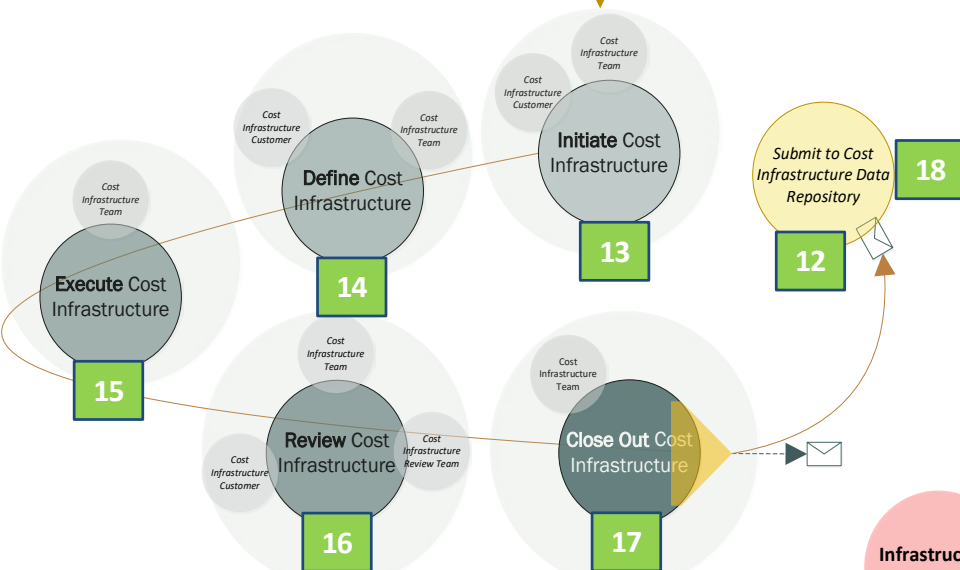 Cost
Infrastructure
Team
Cost
Infrastructure
Customer
Initiate Cost
Infrastructure
13
Cost
Infrastructure
Customer
Cost
Infrastructure
Team
Define Cost
Infrastructure
14
Submit to Cost
Infrastructure Data
Repository
18
12
Cost
Infrastructure
Team
Execute Cost
Infrastructure
15
Cost
Infrastructure
Team
Review Cost
Infrastructure
Cost
Infrastructure
Customer
Cost
Infrastructure
Review Team
16
Cost
Infrastructure
Team
Close Out Cost
Infrastructure
17
Infrastruc